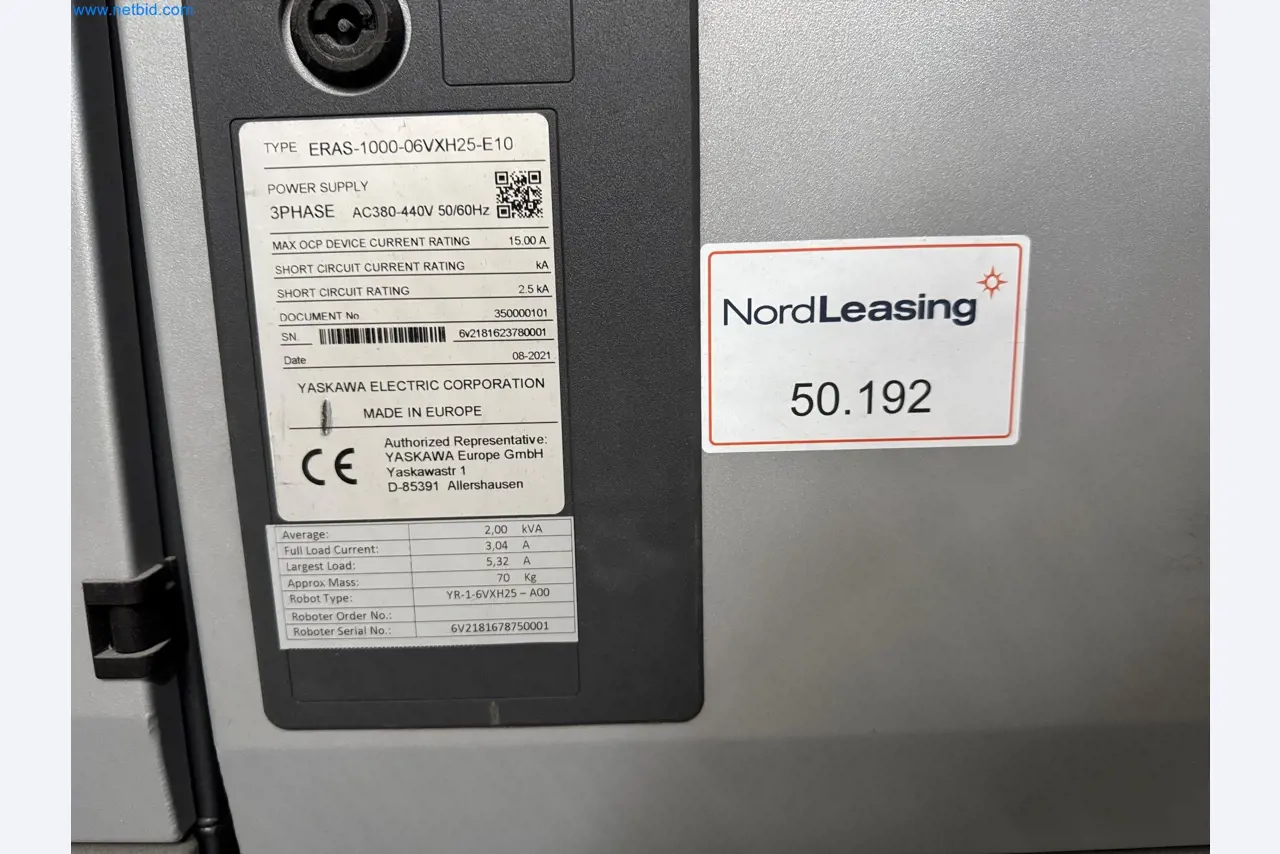 www.netbid.com
TYPE ERAS-1000-06VXH25-E10
POWER SUPPLY
3PHASE AC380-440V 50/60Hz
MAX OCP DEVICE CURRENT RATING 15.00 A
SHORT CIRCUIT CURRENT RATING kA
SHORT CIRCUIT RATING 2.5 kA
DOCUMENT No 350000101
SN. 6v2181623780001
Date 08-2021
YASKAWA ELECTRIC CORPORATION
MADE IN EUROPE
CE
Authorized Representative:
YASKAWA Europe GmbH
Yaskawastr 1
D-85391 Allershausen
Average: 2,00 kVA
Full Load Current: 3,04 A
Largest Load: 5,32 A
Approx Mass: 70 Kg
Robot Type: YR-1-6VXH25 – A00
Roboter Order No.:
Roboter Serial No.: 6V2181678750001
NordLeasing
50.192